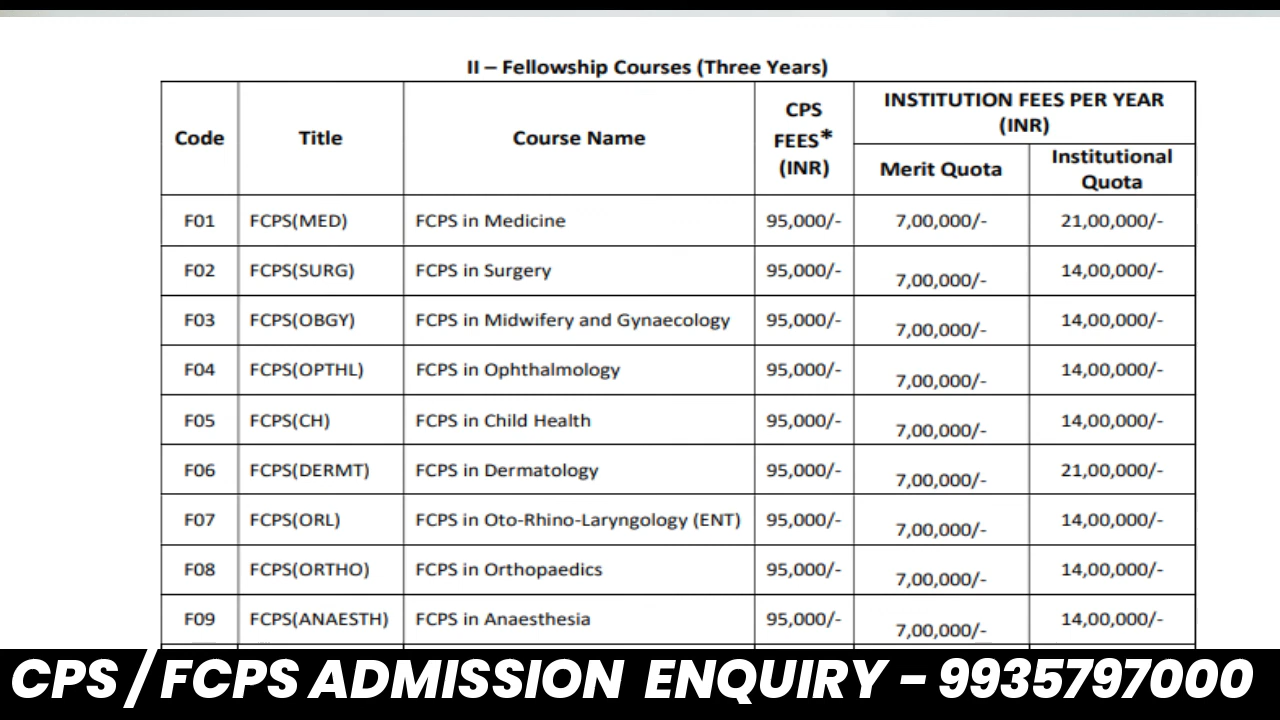 II – Fellowship Courses (Three Years)
Code Title Course Name CPS FEES* (INR) INSTITUTION FEES PER YEAR (INR)
Merit Quota Institutional Quota
F01 FCPS(MED) FCPS in Medicine 95,000/- 7,00,000/- 21,00,000/-
F02 FCPS(SURG) FCPS in Surgery 95,000/- 7,00,000/- 14,00,000/-
F03 FCPS(OBGY) FCPS in Midwifery and Gynaecology 95,000/- 7,00,000/- 14,00,000/-
F04 FCPS(OPTHL) FCPS in Ophthalmology 95,000/- 7,00,000/- 14,00,000/-
F05 FCPS(CH) FCPS in Child Health 95,000/- 7,00,000/- 14,00,000/-
F06 FCPS(DERMT) FCPS in Dermatology 95,000/- 7,00,000/- 21,00,000/-
F07 FCPS(ORL) FCPS in Oto-Rhino-Laryngology (ENT) 95,000/- 7,00,000/- 14,00,000/-
F08 FCPS(ORTHO) FCPS in Orthopaedics 95,000/- 7,00,000/- 14,00,000/-
F09 FCPS(ANAESTH) FCPS in Anaesthesia 95,000/- 7,00,000/- 14,00,000/-
CPS/FCPS ADMISSION ENQUIRY - 9935797000